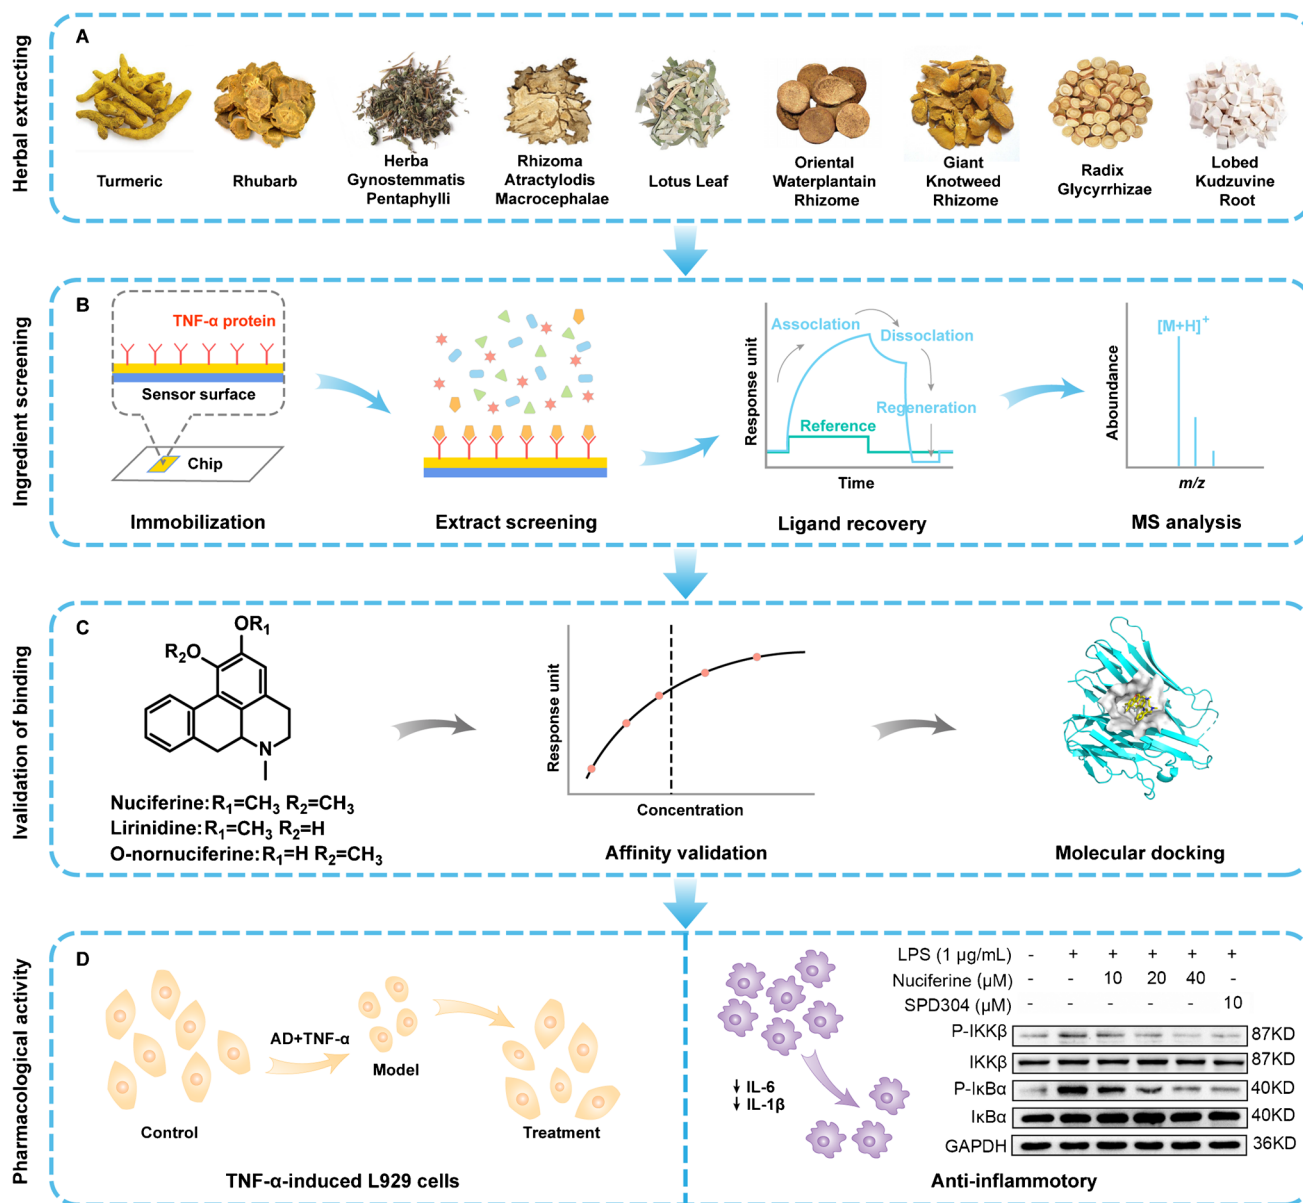 Herbal extracting
A
Turmeric
Rhubarb
Herba
Gynostemmatis
Pentaphylli
Rhizoma
Atractylodis
Macrocephalae
Lotus Leaf
Oriental
Waterplantain
Rhizome
Giant
Knotweed
Rhizome
Radix
Glycyrrhizae
Lobed
Kudzuvine
Root
Ingredient screening
B
TNF-α protein
Sensor surface
Chip
Immobilization
Extract screening
Response unit
Assoclation
Dissoclation
Regeneration
Reference
Time
Ligand recovery
Aboundance
[M+H]⁺
m/z
MS analysis
Ivalidation of binding
C
OR₁
R₂O
N
Nuciferine:R₁=CH₃ R₂=CH₃
Lirinidine:R₁=CH₃ R₂=H
O-nornuciferine:R₁=H R₂=CH₃
Response unit
Concentration
Affinity validation
Molecular docking
Pharmacological activity
D
Control
AD+TNF-α
Model
Treatment
TNF-α-induced L929 cells
IL-6
IL-1β
LPS (1 μg/mL) - + + + + +
Nuciferine (μM) - - 10 20 40 -
SPD304 (μM) - - - - - 10
P-IKKβ 87KD
IKKβ 87KD
P-IκBα 40KD
IκBα 40KD
GAPDH 36KD
Anti-inflammotory